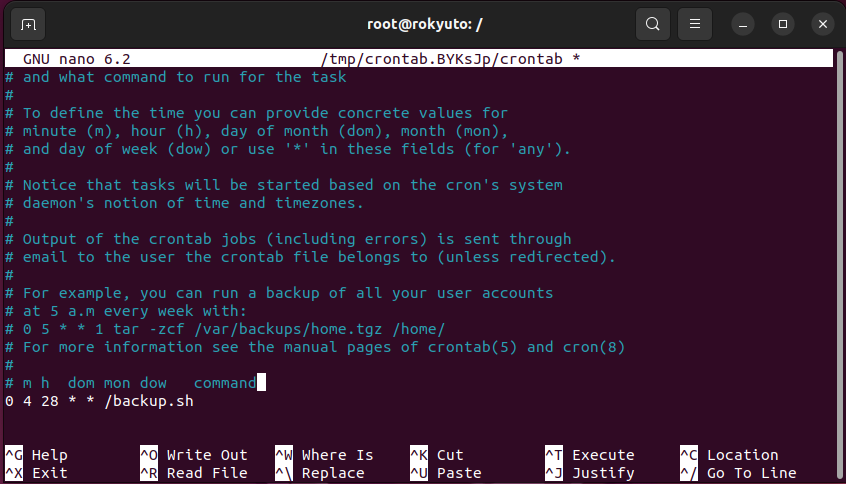 root@rokyuto: /
GNU nano 6.2 /tmp/crontab.BYKsJp/crontab *
# and what command to run for the task
#
# To define the time you can provide concrete values for
# minute (m), hour (h), day of month (dom), month (mon),
# and day of week (dow) or use '*' in these fields (for 'any').
#
# Notice that tasks will be started based on the cron's system
# daemon's notion of time and timezones.
#
# Output of the crontab jobs (including errors) is sent through
# email to the user the crontab file belongs to (unless redirected).
#
# For example, you can run a backup of all your user accounts
# at 5 a.m every week with:
# 0 5 * * 1 tar -zcf /var/backups/home.tgz /home/
# For more information see the manual pages of crontab(5) and cron(8)
#
# m h  dom mon dow   command
0 4 28 * * /backup.sh
^G Help ^O Write Out ^W Where Is ^K Cut ^T Execute ^C Location
^X Exit ^R Read File ^\ Replace ^U Paste ^J Justify ^/ Go To Line